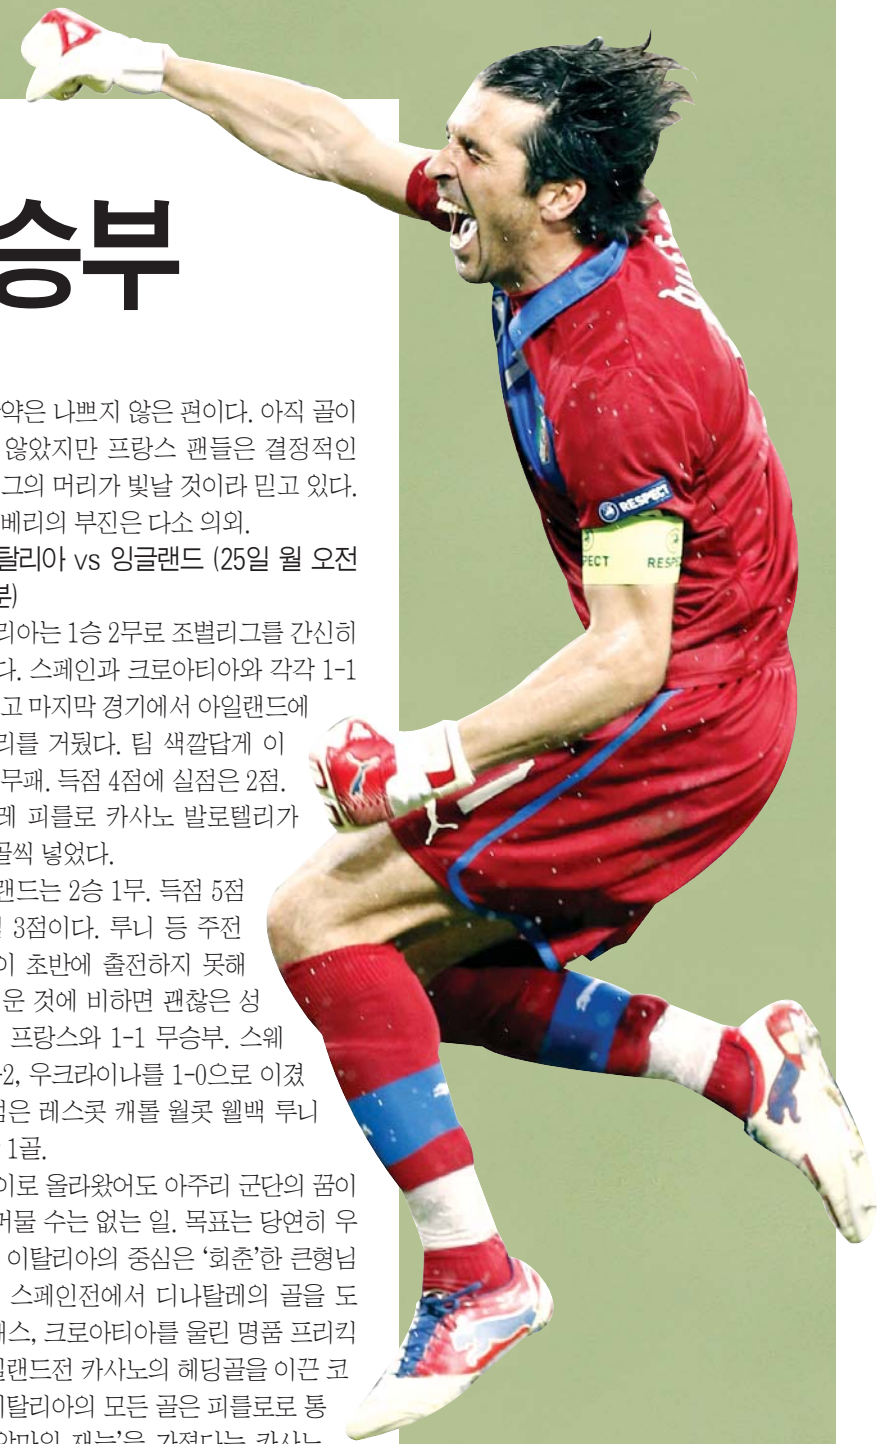 승부
약은 나쁘지 않은 편이다. 아직 골이
않았지만 프랑스 팬들은 결정적인
그의 머리가 빛날 것이라 믿고 있다.
베리의 부진은 다소 의외.
탈리아 vs 잉글랜드 (25일 월 오전
분)
리아는 1승 2무로 조별리그를 간신히
다. 스페인과 크로아티아와 각각 1-1
고 마지막 경기에서 아일랜드에
리를 거뒀다. 팀 색깔답게 이
무패. 득점 4점에 실점은 2점.
레 피를로 카사노 발로텔리가
골씩 넣었다.
랜드는 2승 1무. 득점 5점
3점이다. 루니 등 주전
이 초반에 출전하지 못해
운 것에 비하면 괜찮은 성
프랑스와 1-1 무승부. 스웨
-2, 우크라이나를 1-0으로 이겼
점은 레스콧 캐롤 월콧 웰백 루니
1골.
이로 올라왔어도 아주리 군단의 꿈이
머물 수는 없는 일. 목표는 당연히 우
이탈리아의 중심은 ‘회춘’한 큰형님
스페인전에서 디나탈레의 골을 도
패스, 크로아티아를 울린 명품 프리킥
일랜드전 카사노의 헤딩골을 이끈 코
이탈리아의 모든 골은 피를로로 통
악마의 재능’을 가졌다는 카사노
RESPECT
PECT RESPE